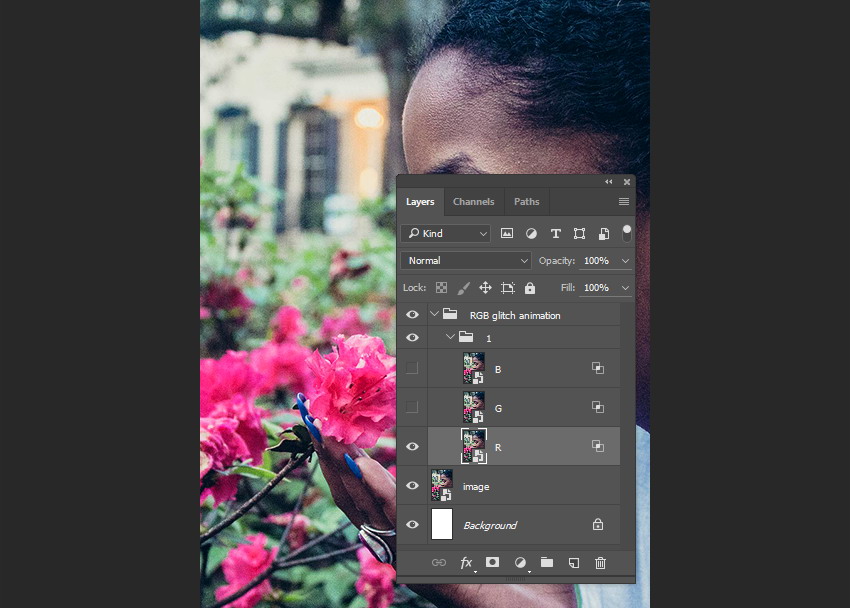 Layers Channels Paths
Kind
Normal Opacity: 100%
Lock: Fill: 100%
RGB glitch animation
1
B
G
R
image
Background
fx